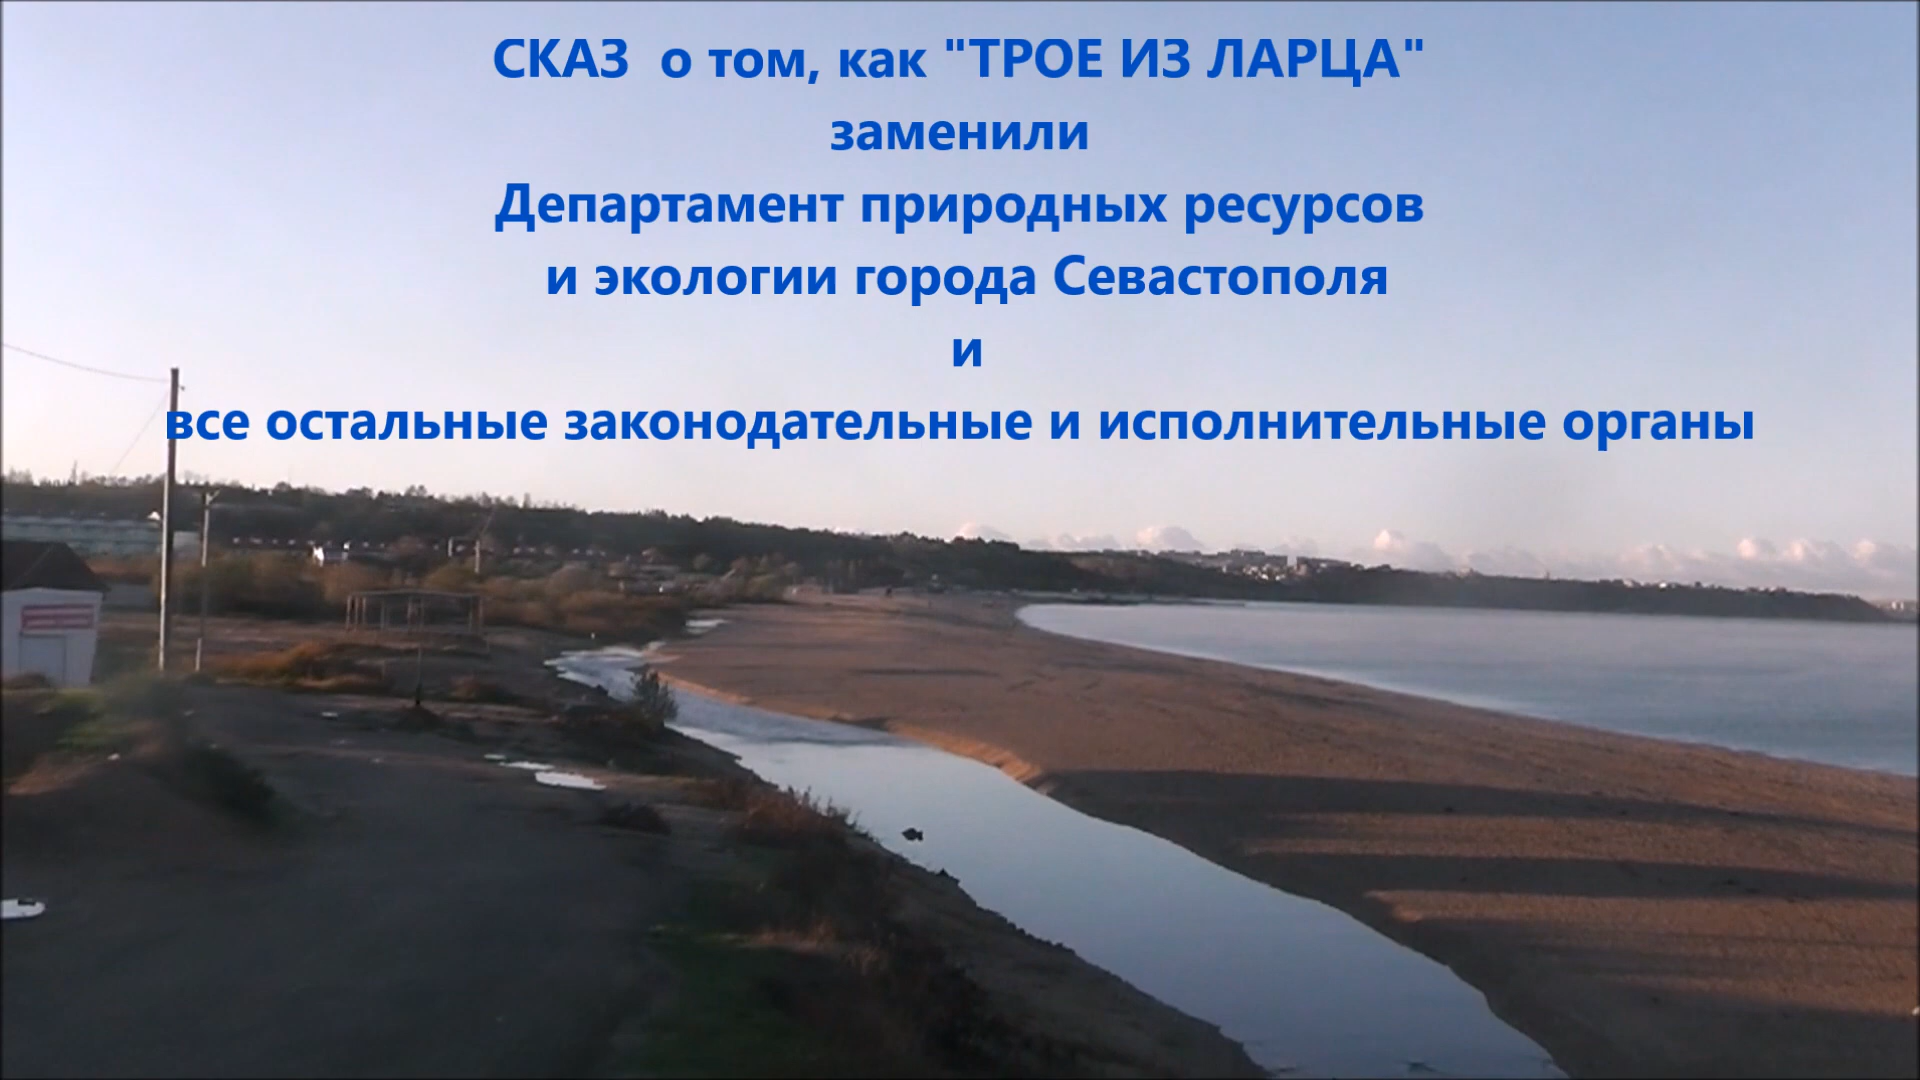 СКАЗ о том, как "ТРОЕ ИЗ ЛАРЦА"
заменили
Департамент природных ресурсов
и экологии города Севастополя
и
все остальные законодательные и исполнительные органы